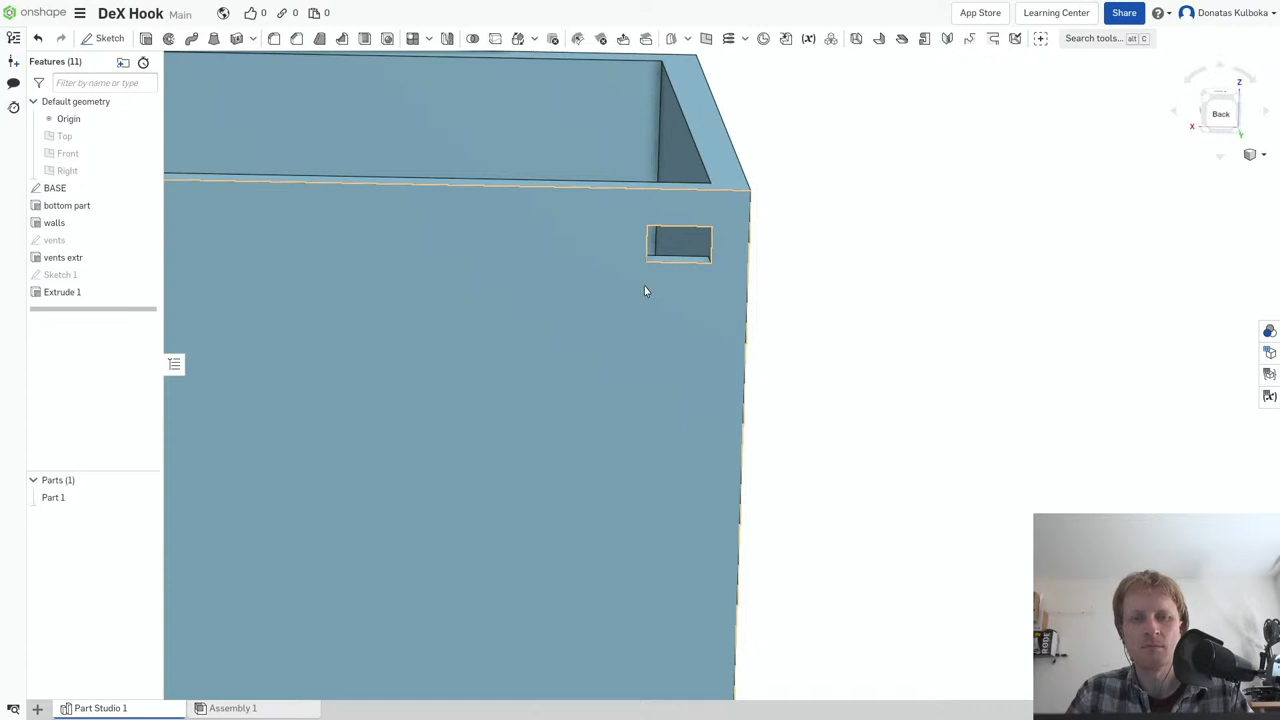 onshape
DeX Hook Main
0
0
0
App Store
Learning Center
Share
Donatas Kulboka
Sketch
Search tools...
alt C
Features (11)
Filter by name or type
Default geometry
Origin
Top
Front
Right
BASE
bottom part
walls
vents
vents extr
Sketch 1
Extrude 1
Parts (1)
Part 1
Z
Back
X
Y
RODE
Part Studio 1
Assembly 1